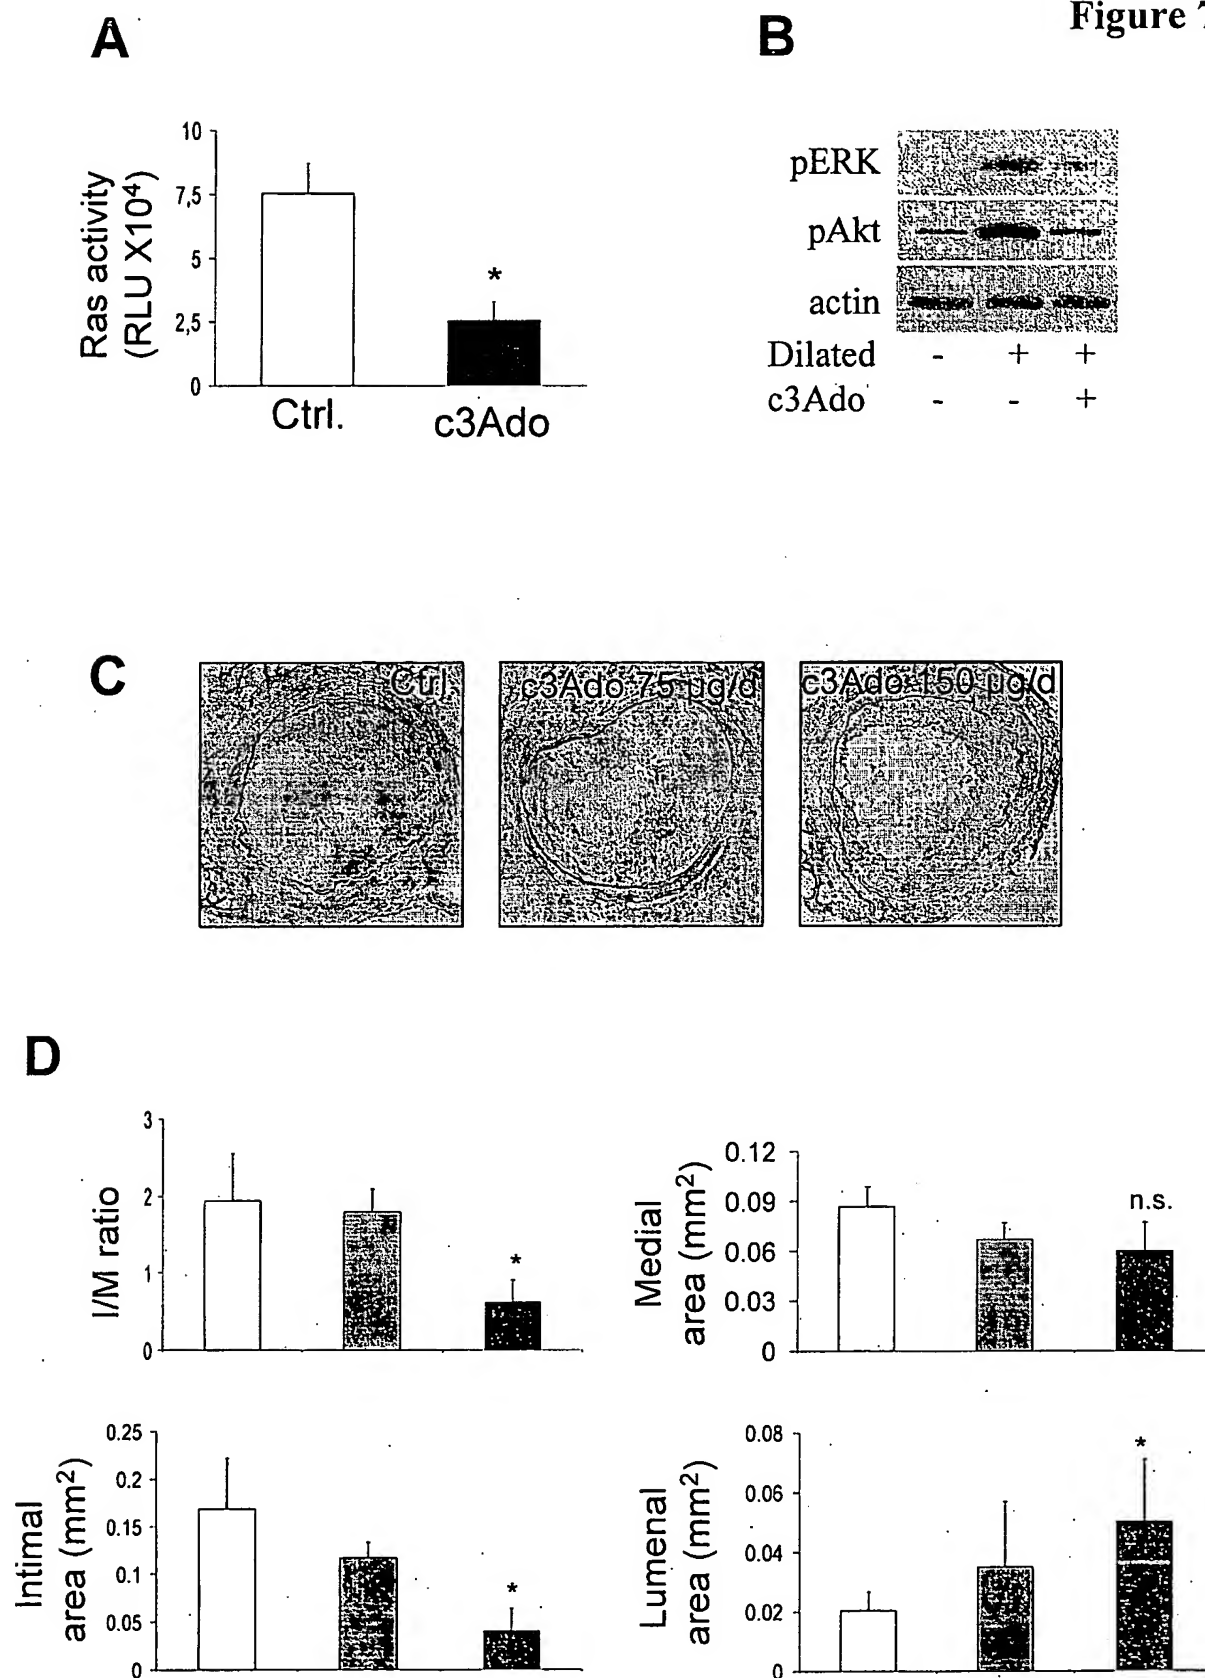 Figure 7
A
B
10
7,5
5
2,5
0
Ras activity
(RLU X10⁴)
*
Ctrl.
c3Ado
pERK
pAkt
actin
Dilated - + +
c3Ado - - +
C
Ctrl
c3Ado 75 µg/d
c3Ado 150 µg/d
D
3
2
1
0
I/M ratio
*
0.12
0.09
0.06
0.03
0
Medial
area (mm²)
n.s.
0.25
0.2
0.15
0.1
0.05
0
Intimal
area (mm²)
*
0.08
0.06
0.04
0.02
0
Lumenal
area (mm²)
*